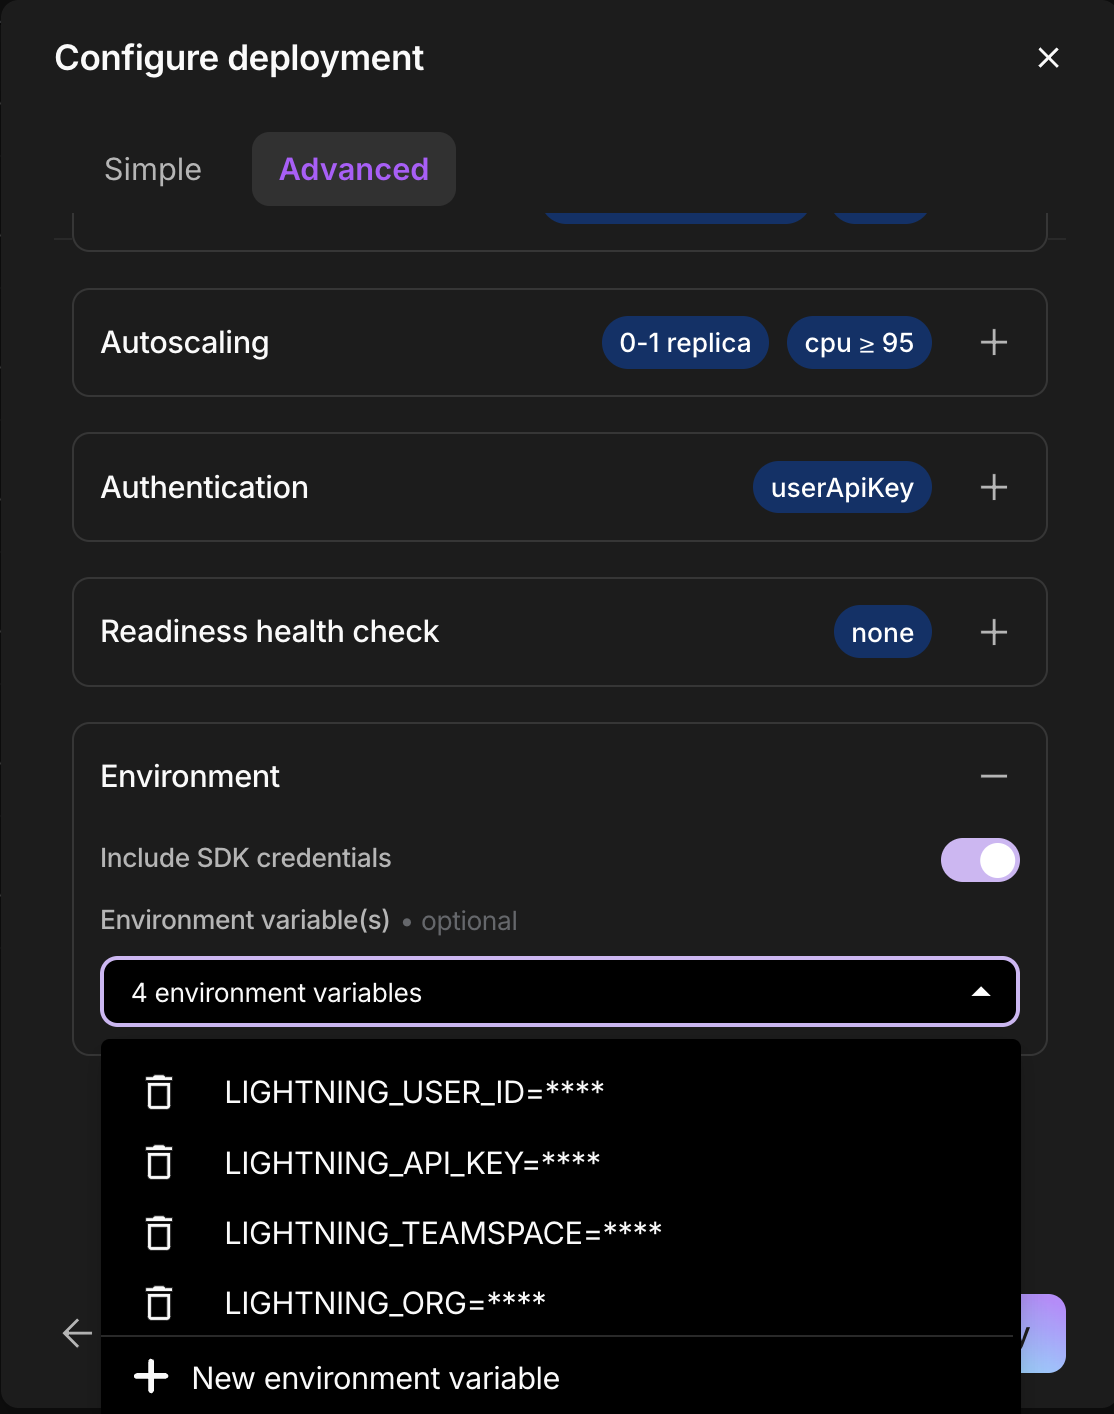 Configure deployment
Simple
Advanced
Autoscaling
0-1 replica
cpu ≥ 95
Authentication
userApiKey
Readiness health check
none
Environment
Include SDK credentials
Environment variable(s) • optional
4 environment variables
LIGHTNING_USER_ID=****
LIGHTNING_API_KEY=****
LIGHTNING_TEAMSPACE=****
LIGHTNING_ORG=****
New environment variable